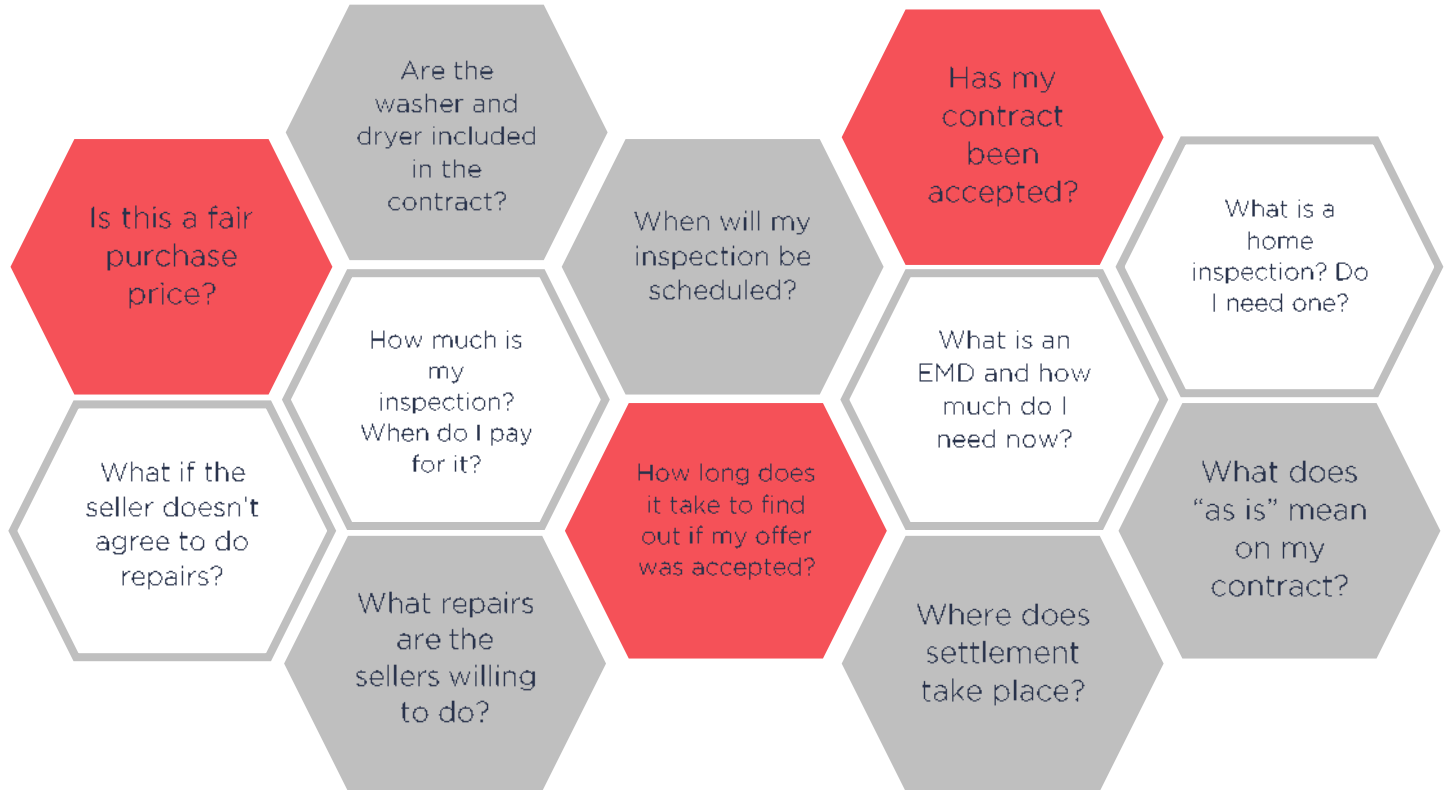 Are the
washer and
dryer included
in the
contract?
Has my
contract
been
accepted?
Is this a fair
purchase
price?
When will my
inspection be
scheduled?
What is a
home
inspection? Do
I need one?
How much is
my
inspection?
When do I pay
for it?
What is an
EMD and how
much do I
need now?
What if the
seller doesn't
agree to do
repairs?
How long does
it take to find
out if my offer
was accepted?
What does
“as is” mean
on my
contract?
What repairs
are the
sellers willing
to do?
Where does
settlement
take place?